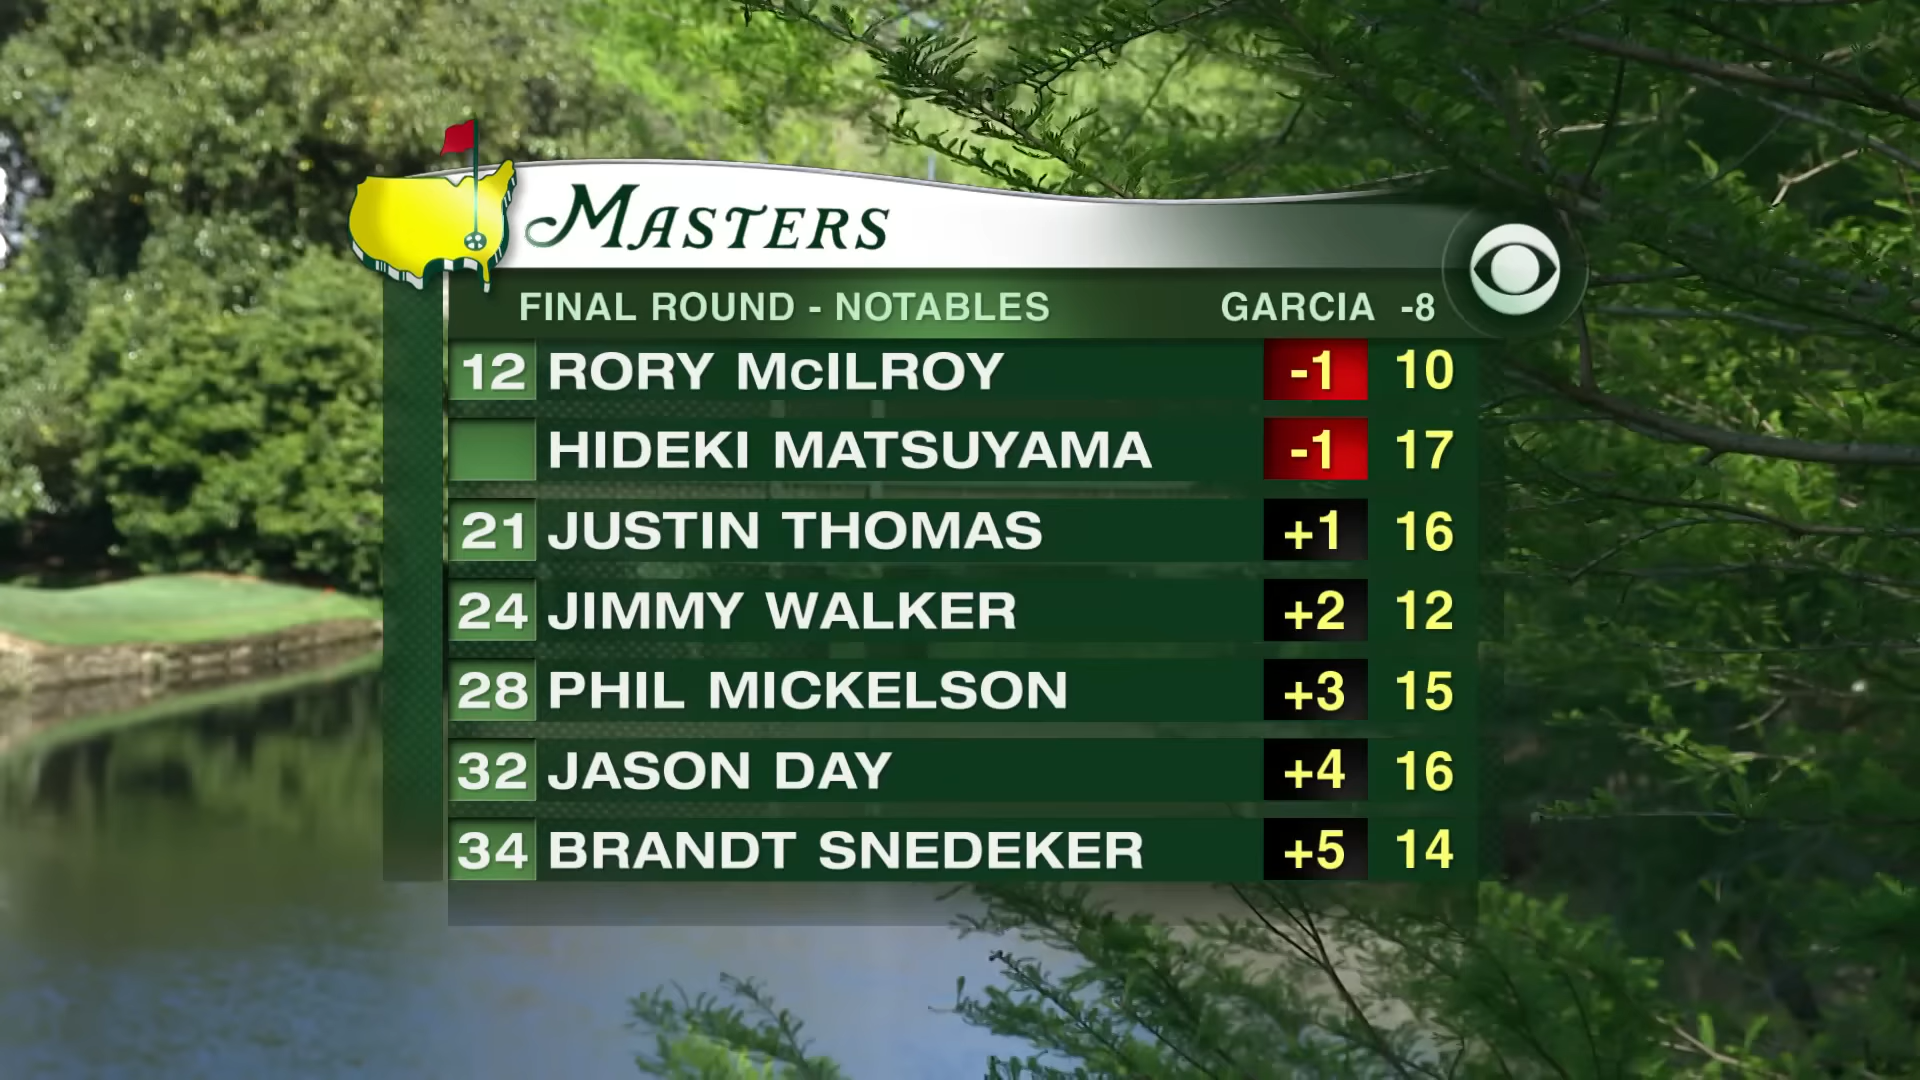 MASTERS
FINAL ROUND - NOTABLES GARCIA -8
12 RORY McILROY -1 10
HIDEKI MATSUYAMA -1 17
21 JUSTIN THOMAS +1 16
24 JIMMY WALKER +2 12
28 PHIL MICKELSON +3 15
32 JASON DAY +4 16
34 BRANDT SNEDEKER +5 14